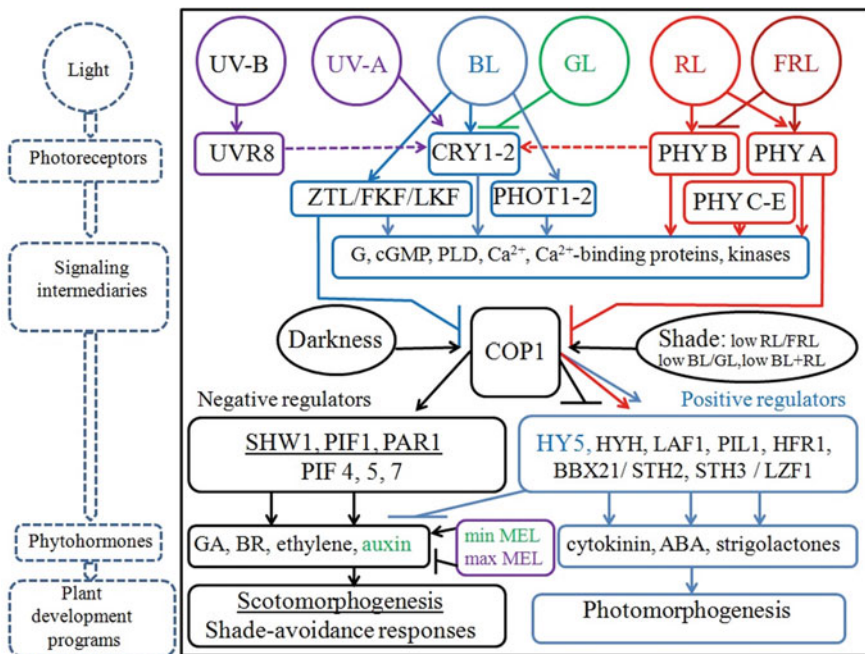 Light
Photoreceptors
Signaling
intermediaries
Phytohormones
Plant
development
programs
UV-B
UV-A
BL
GL
RL
FRL
UVR8
CRY1-2
PHY B
PHY A
ZTL/FKF/LKF
PHOT1-2
PHY C-E
G, cGMP, PLD, Ca²⁺, Ca²⁺-binding proteins, kinases
Darkness
COP1
Shade: low RL/FRL
low BL/GL, low BL+RL
Negative regulators
Positive regulators
SHW1, PIF1, PAR1
PIF 4, 5, 7
HY5, HYH, LAF1, PIL1, HFR1,
BBX21/ STH2, STH3 / LZF1
GA, BR, ethylene, auxin
min MEL
max MEL
cytokinin, ABA, strigolactones
Scotomorphogenesis
Shade-avoidance responses
Photomorphogenesis